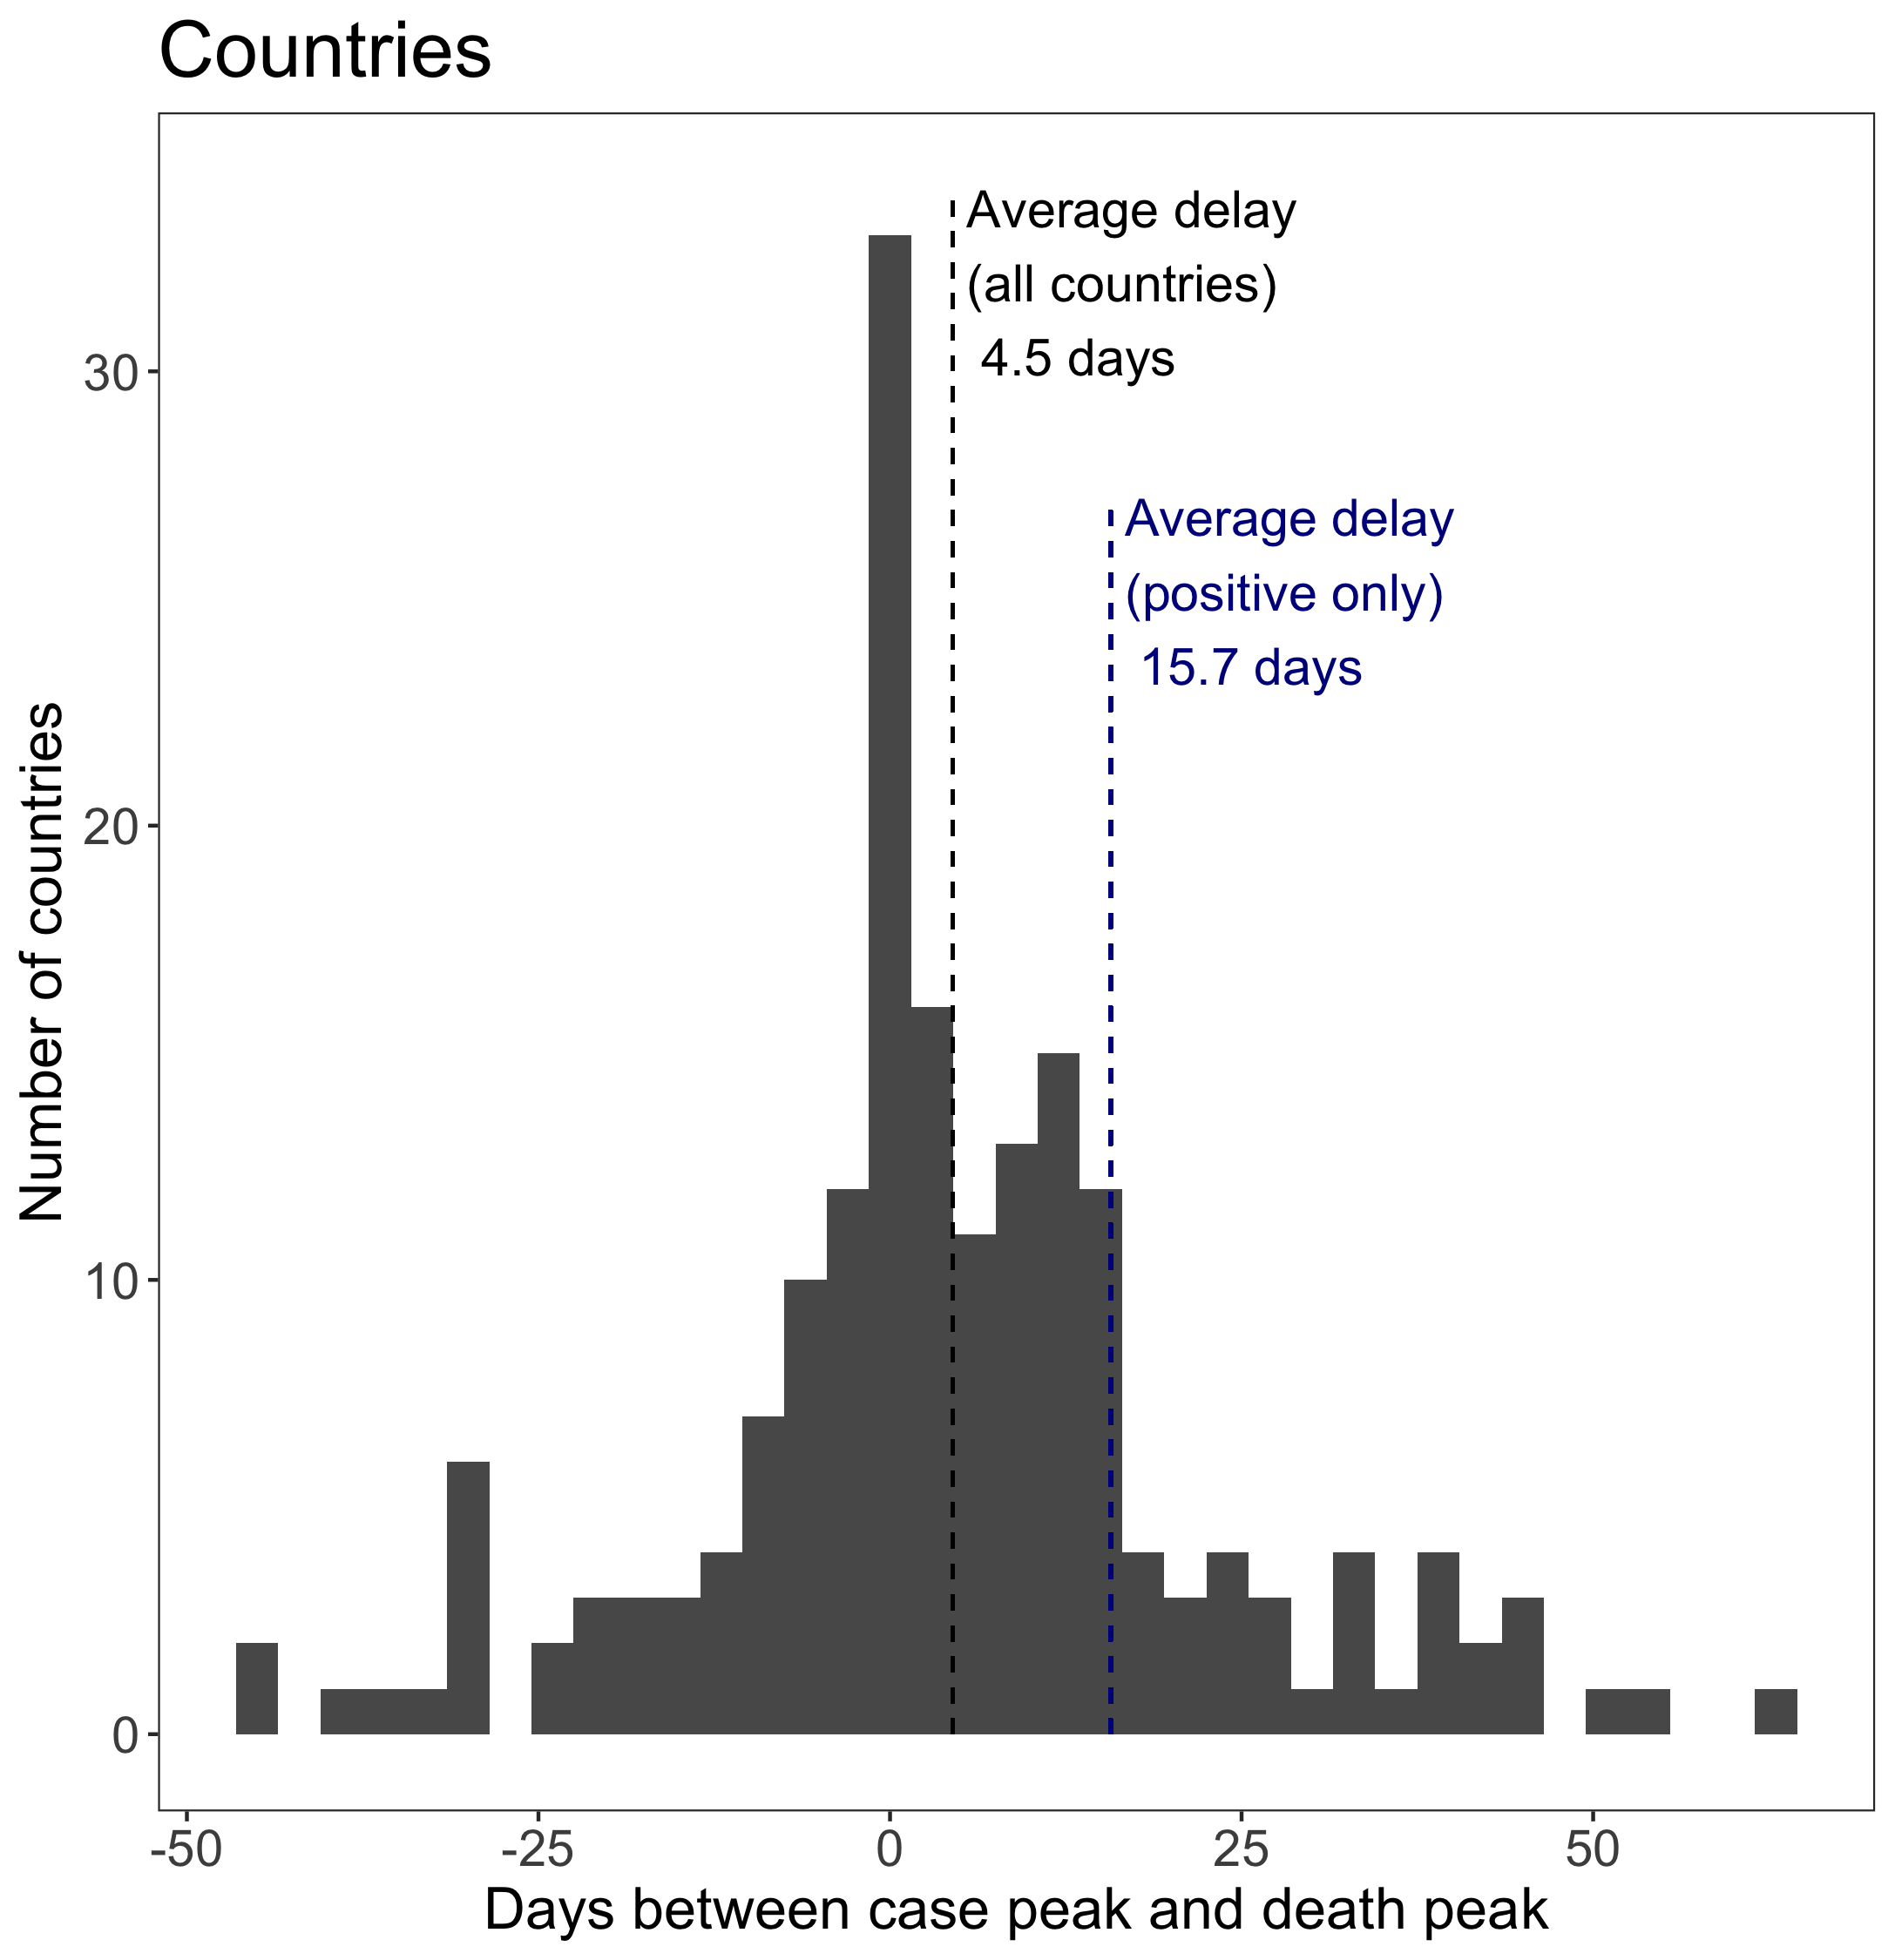 Countries
Average delay
(all countries)
4.5 days
Average delay
(positive only)
15.7 days
Number of countries
30
20
10
0
-50
-25
0
25
50
Days between case peak and death peak